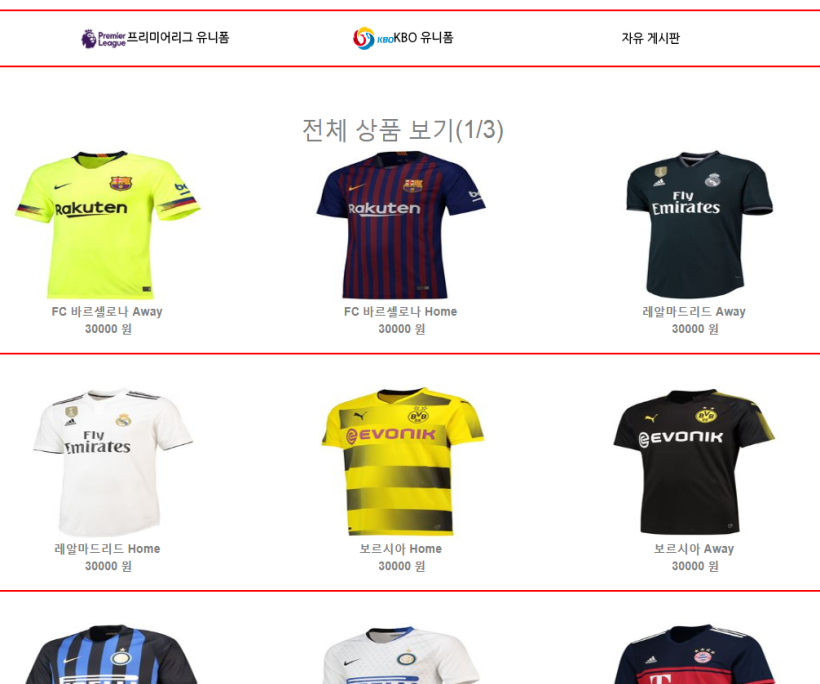 Premier League 프리미어리그 유니폼
KBO KBO 유니폼
자유 게시판
전체 상품 보기(1/3)
Rakuten
Rakuten
Fly Emirates
FC 바르셀로나 Away
30000 원
FC 바르셀로나 Home
30000 원
레알마드리드 Away
30000 원
Fly Emirates
EVONIK
EVONIK
BVB
BVB
레알마드리드 Home
30000 원
보르시아 Home
30000 원
보르시아 Away
30000 원